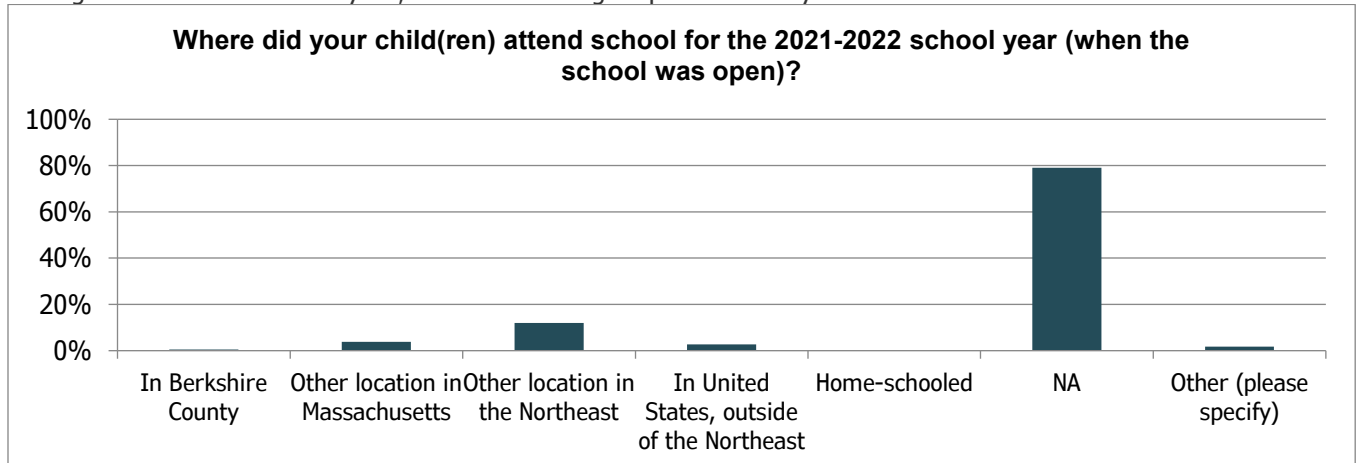 Where did your child(ren) attend school for the 2021-2022 school year (when the
school was open)?
100%
80%
60%
40%
20%
0%
In Berkshire
County
Other location in
Massachusetts
Other location in
the Northeast
In United
States, outside
of the Northeast
Home-schooled
NA
Other (please
specify)